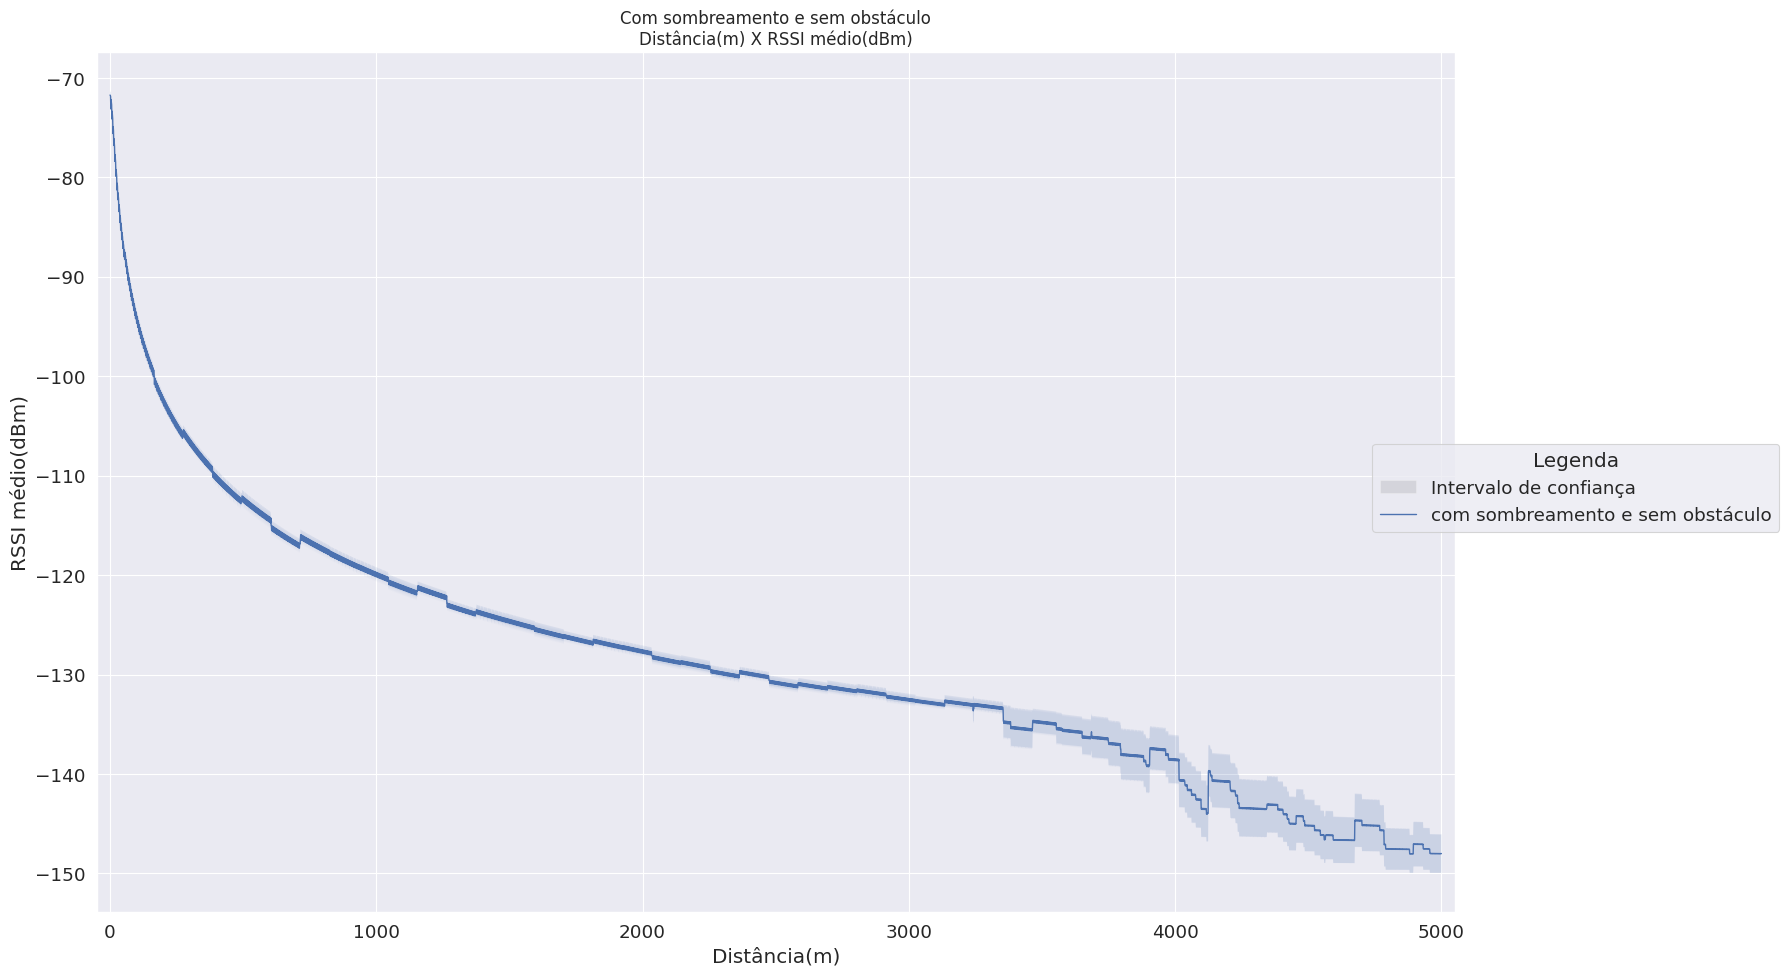 Com sombreamento e sem obstáculo
Distância(m) X RSSI médio(dBm)
−70
−80
−90
−100
−110
−120
−130
−140
−150
RSSI médio(dBm)
0
1000
2000
3000
4000
5000
Distância(m)
Legenda
Intervalo de confiança
com sombreamento e sem obstáculo